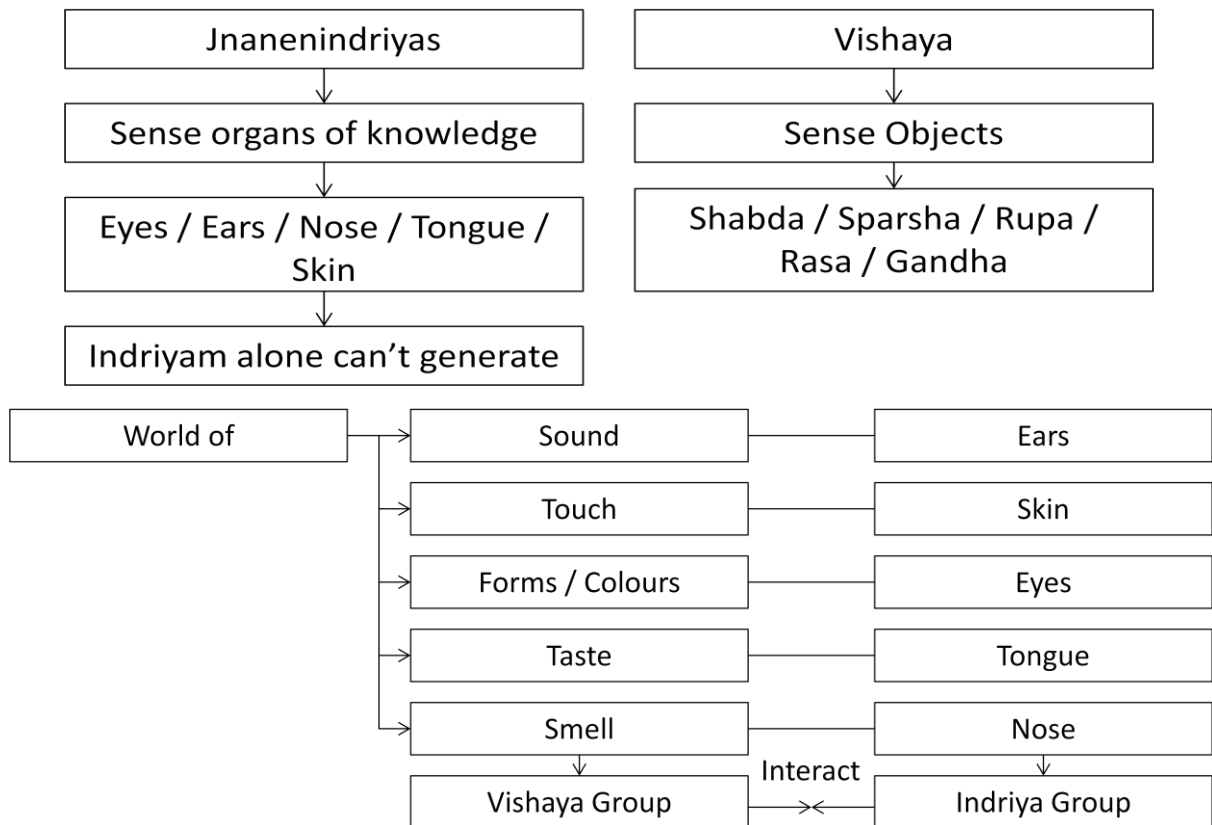 Jnanenindriyas
Vishaya
Sense organs of knowledge
Sense Objects
Eyes / Ears / Nose / Tongue /
Skin
Shabda / Sparsha / Rupa /
Rasa / Gandha
Indriyam alone can’t generate
World of
Sound
Ears
Touch
Skin
Forms / Colours
Eyes
Taste
Tongue
Smell
Nose
Interact
Vishaya Group
Indriya Group